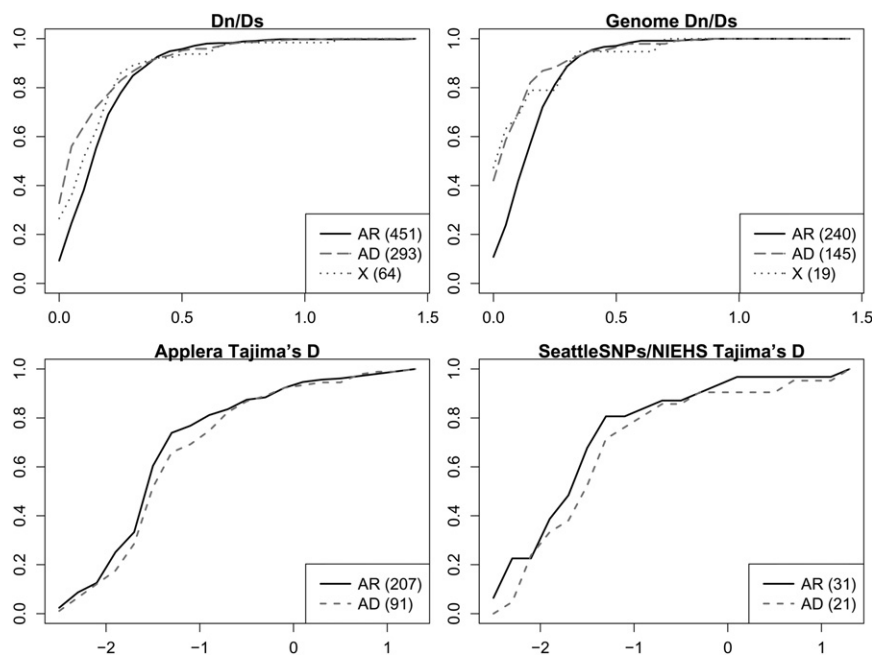 Dn/Ds
0.0 0.2 0.4 0.6 0.8 1.0
AR (451)
AD (293)
X (64)
0.0 0.5 1.0 1.5
Genome Dn/Ds
0.0 0.2 0.4 0.6 0.8 1.0
AR (240)
AD (145)
X (19)
0.0 0.5 1.0 1.5
Applera Tajima's D
0.0 0.2 0.4 0.6 0.8 1.0
AR (207)
AD (91)
−2 −1 0 1
SeattleSNPs/NIEHS Tajima's D
0.0 0.2 0.4 0.6 0.8 1.0
AR (31)
AD (21)
−2 −1 0 1